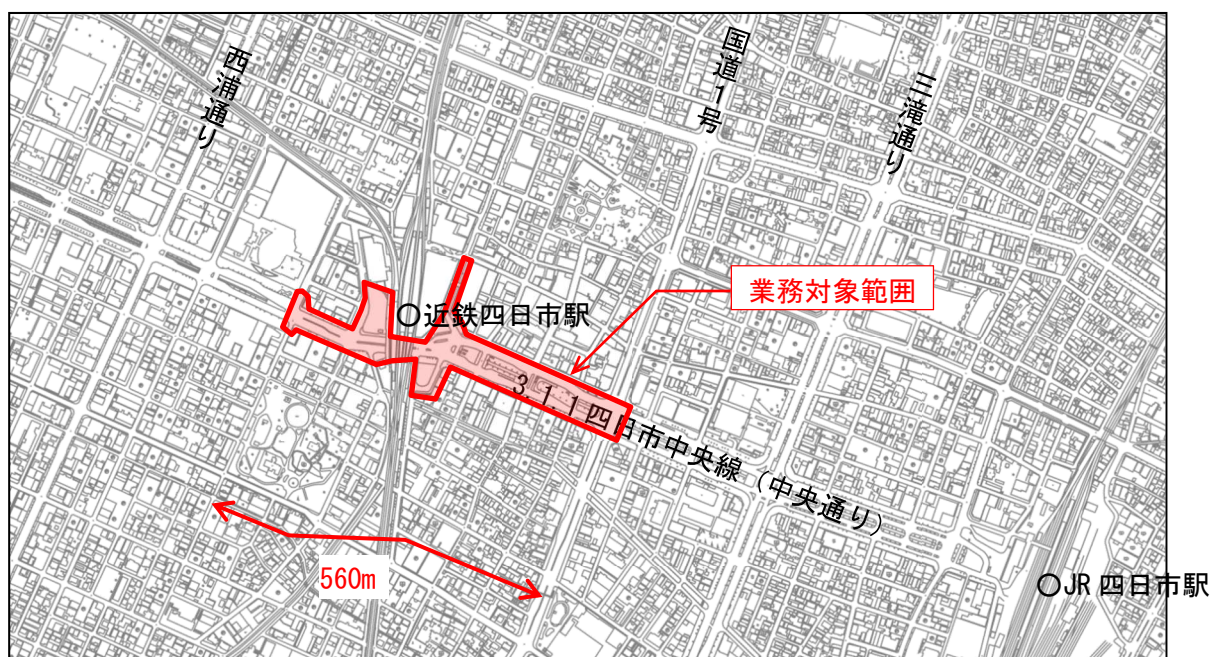 西浦通り
国道1号
三滝通り
業務対象範囲
○近鉄四日市駅
3.1.1 四日市中央線（中央通り）
560m
○JR 四日市駅